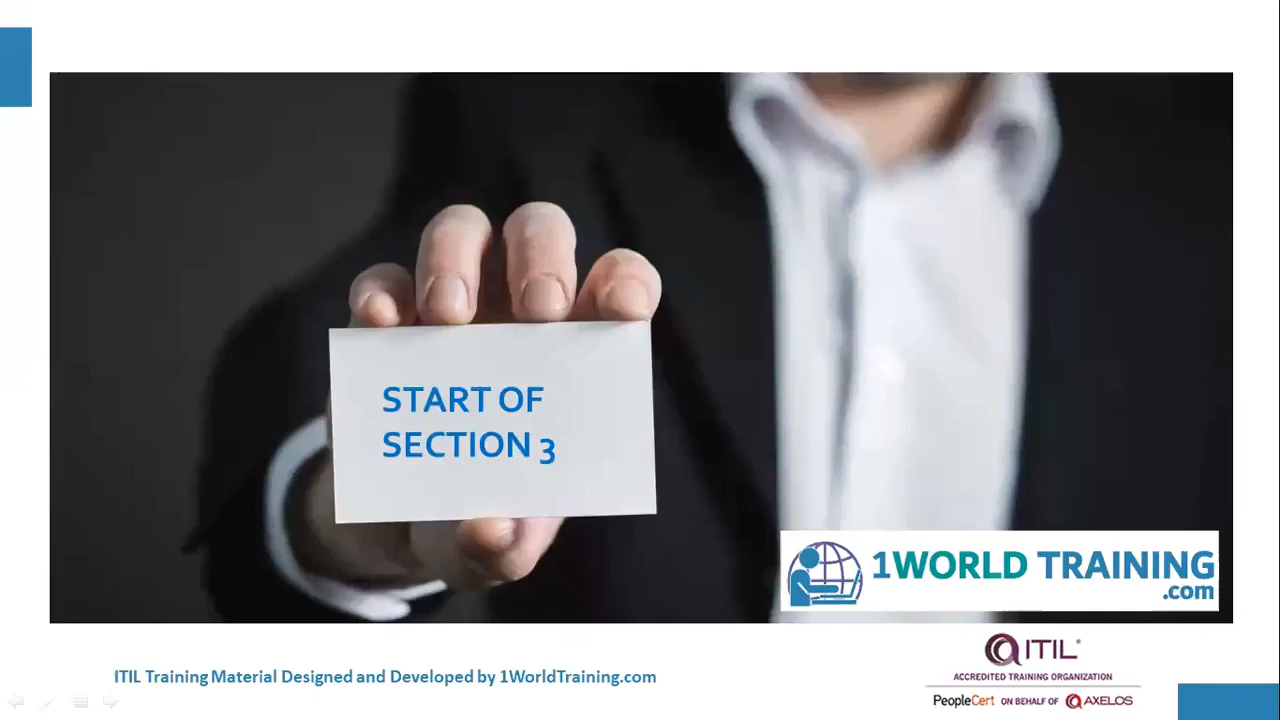 START OF
SECTION 3
1WORLD TRAINING
.com
ITIL Training Material Designed and Developed by 1WorldTraining.com
ITIL®
ACCREDITED TRAINING ORGANIZATION
PeopleCert ON BEHALF OF AXELOS